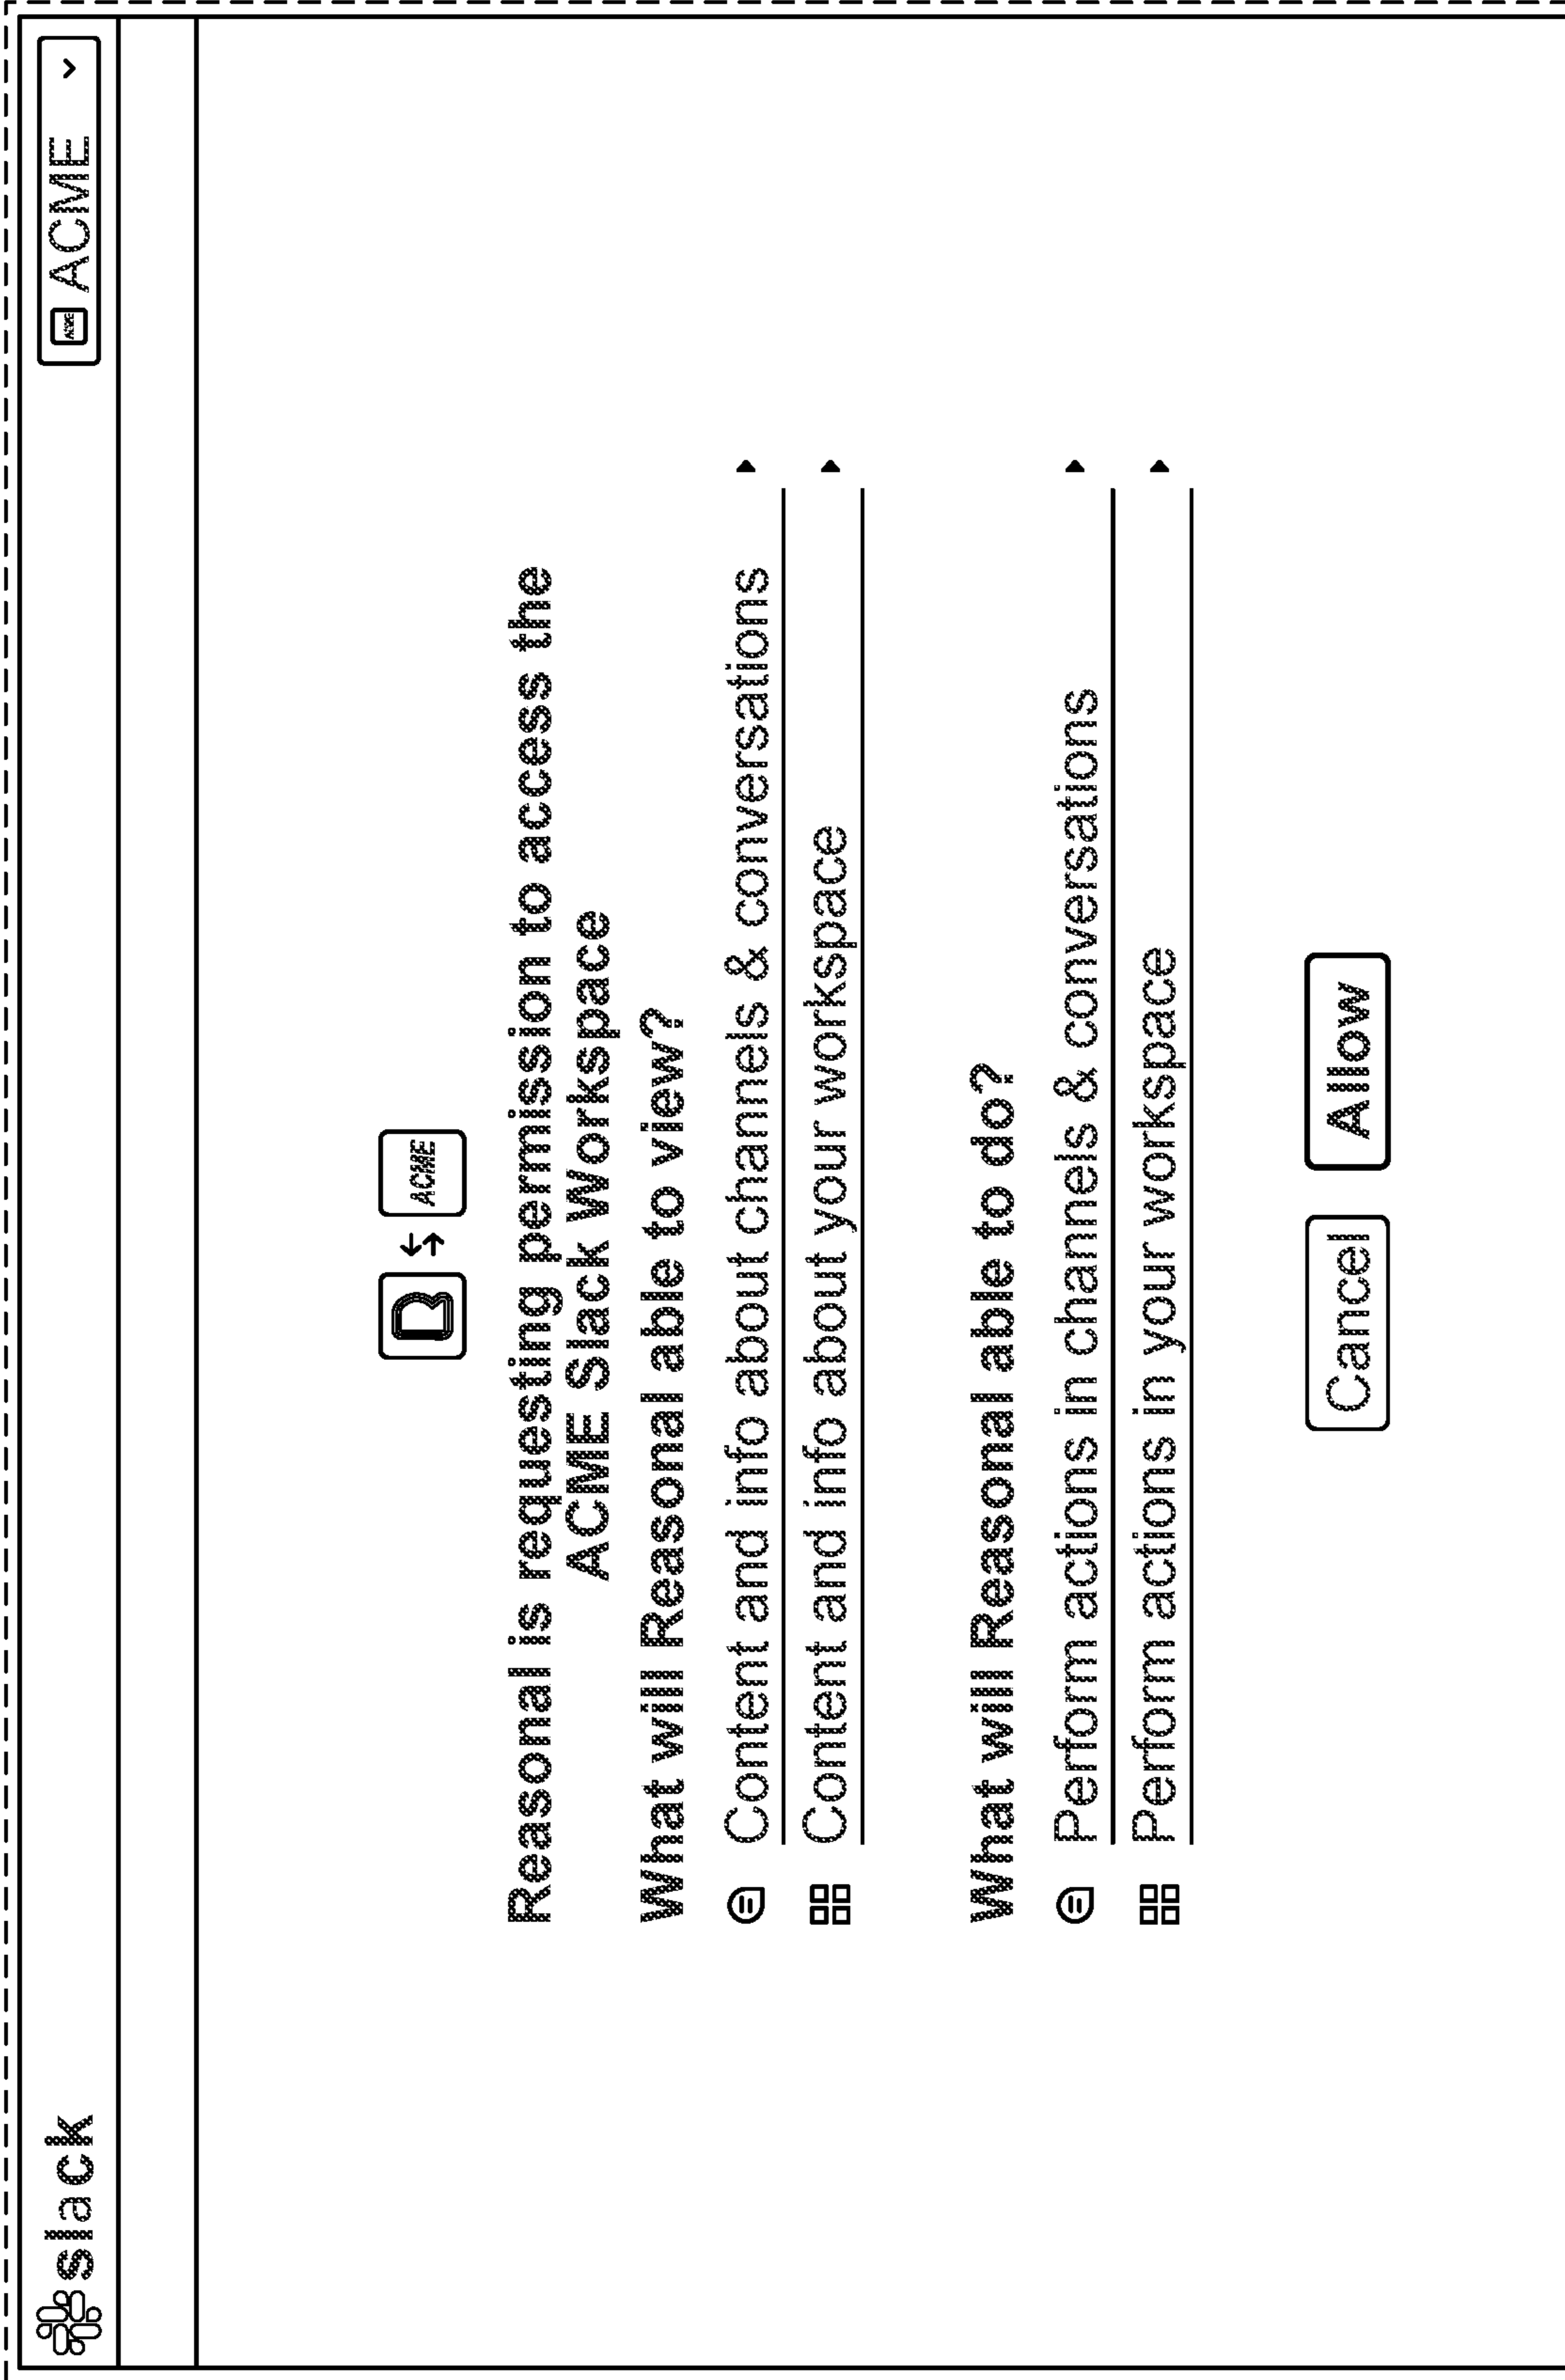 slack
ACME ACME
ACME
Reasonal is requesting permission to access the
ACME Slack Workspace
What will Reasonal able to view?
Content and info about channels & conversations
Content and info about your workspace
What will Reasonal able to do?
Perform actions in channels & conversations
Perform actions in your workspace
Cancel Allow